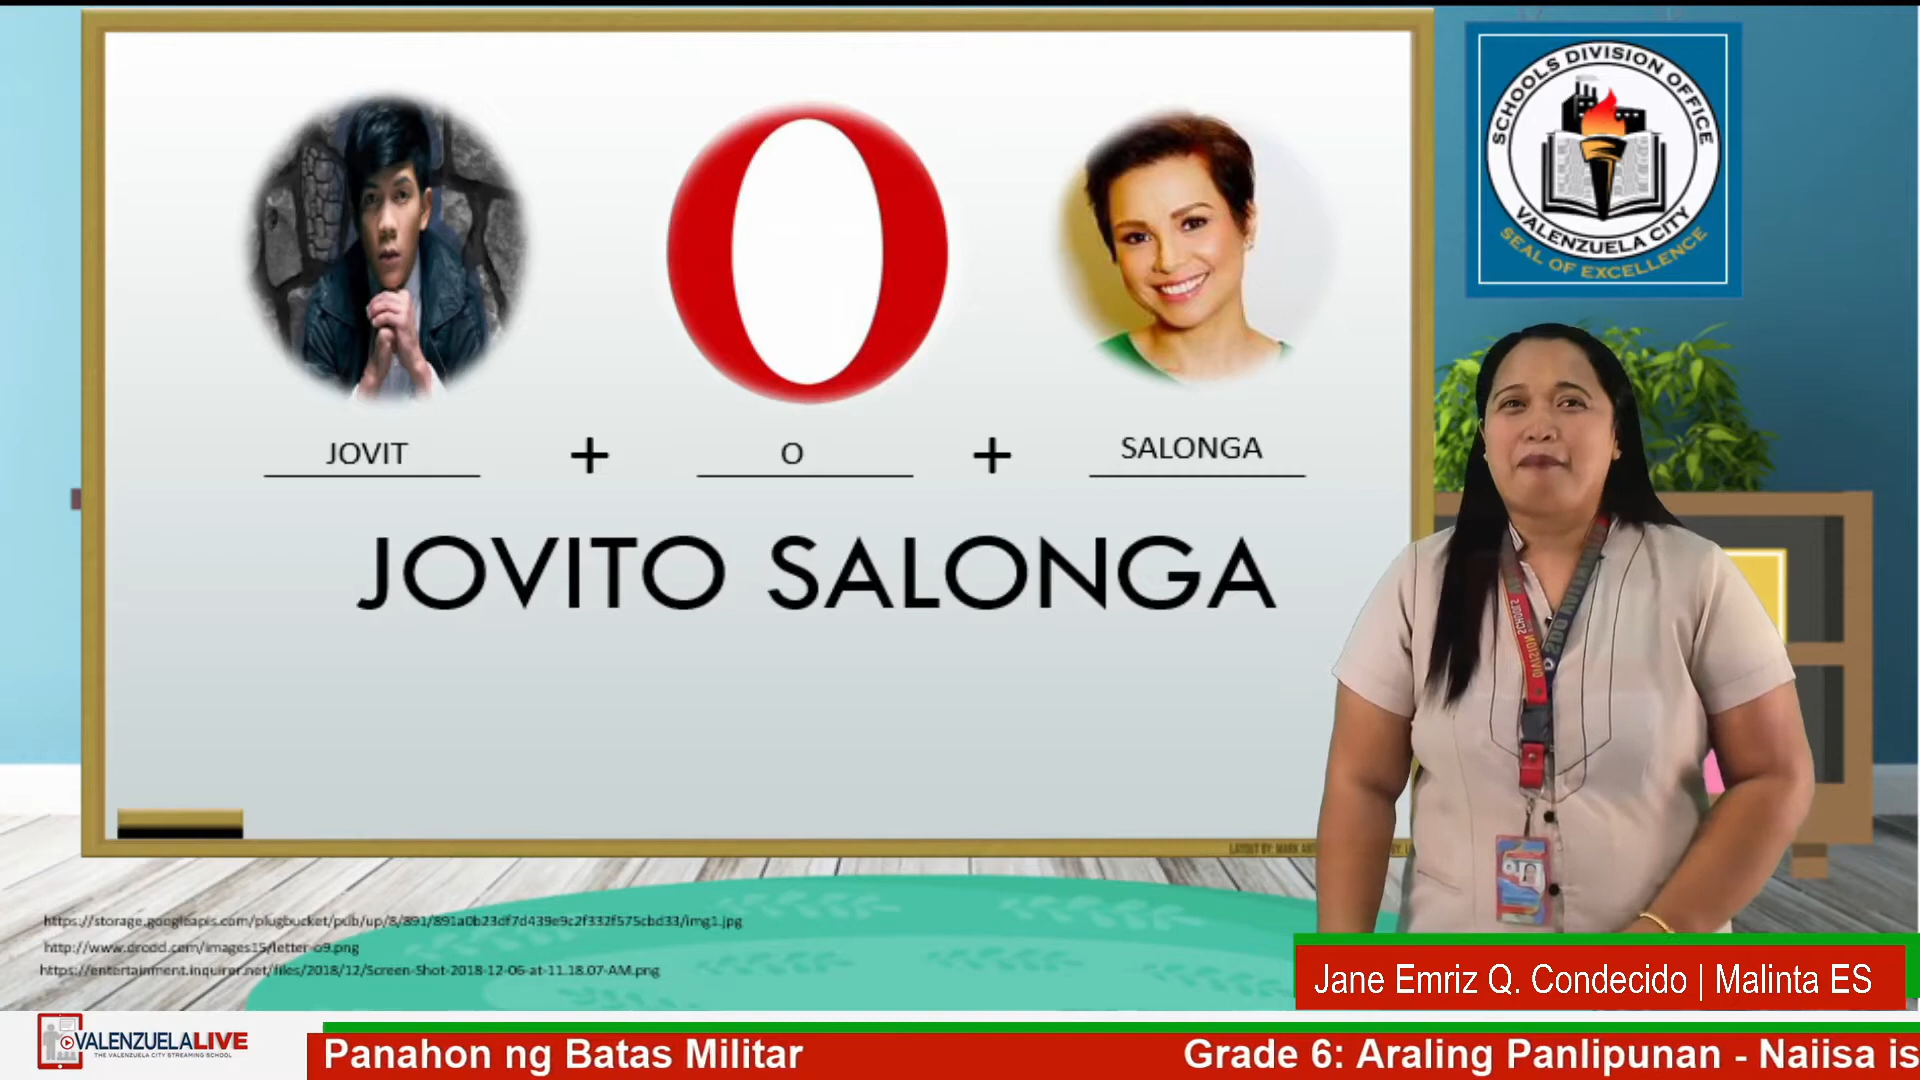 SCHOOLS DIVISION OFFICE
VALENZUELA CITY
SEAL OF EXCELLENCE
O
JOVIT + O + SALONGA
JOVITO SALONGA
LAYOUT BY: MARK
https://storage.googleapis.com/plugbucket/pub/up/8/891/891a0b23df7d439e9c2f332f575cbd33/img1.jpg
http://www.drodd.com/images15/letter-o9.png
https://entertainment.inquirer.net/files/2018/12/Screen-Shot-2018-12-06-at-11.18.07-AM.png
Jane Emriz Q. Condecido | Malinta ES
VALENZUELALIVE
THE VALENZUELA CITY STREAMING SCHOOL
Panahon ng Batas Militar Grade 6: Araling Panlipunan - Naiisa is